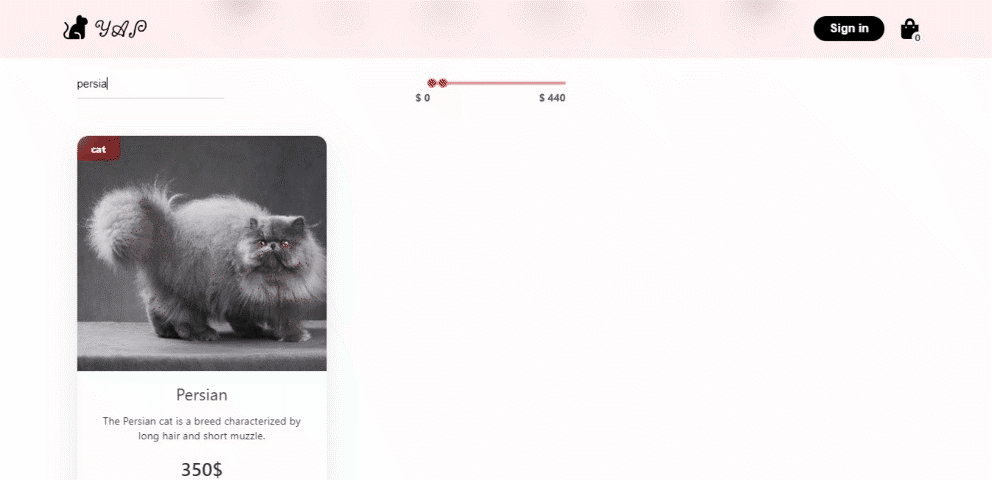 YAP
Sign in
0
persia
$ 0
$ 440
cat
Persian
The Persian cat is a breed characterized by
long hair and short muzzle.
350$